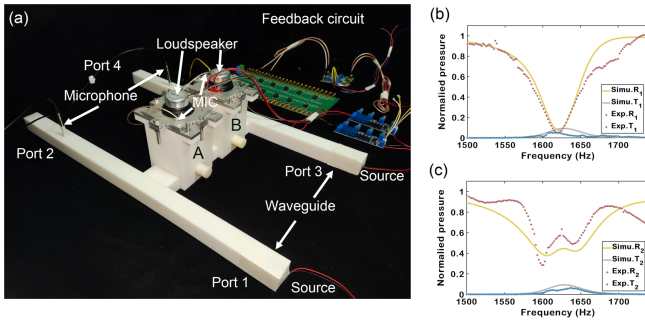 (a)
Feedback circuit
Loudspeaker
Port 4
Microphone
MIC
A
B
Port 2
Port 3
Source
Waveguide
Port 1
Source
(b)
Normalied pressure
1
0.8
0.6
0.4
0.2
0
1500 1550 1600 1650 1700
Frequency (Hz)
Simu.R1
Simu.T1
Exp.R1
Exp.T1
(c)
Normalied pressure
1
0.8
0.6
0.4
0.2
0
1500 1550 1600 1650 1700
Frequency (Hz)
Simu.R2
Simu.T2
Exp.R2
Exp.T2